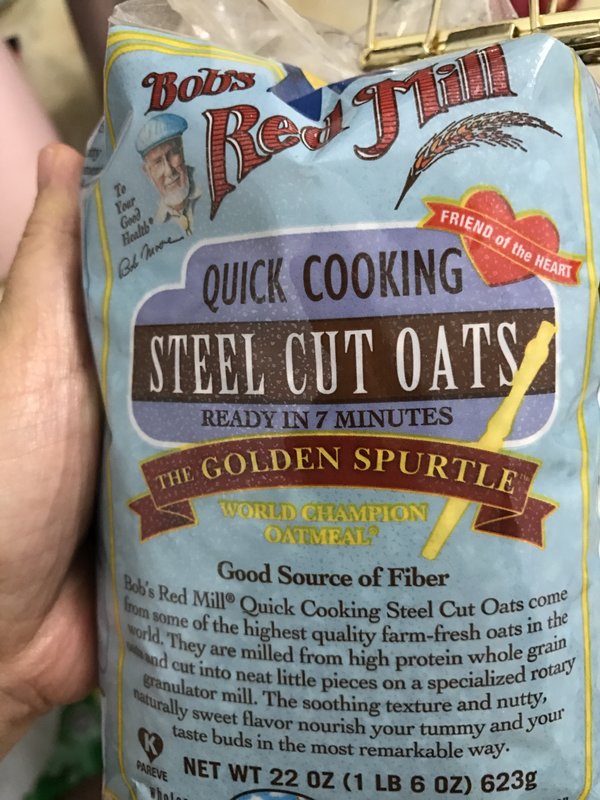 Bob's
Red Mill
To
Your
Good
Health®
Bob Moore
FRIEND of the HEART
QUICK COOKING
STEEL CUT OATS
READY IN 7 MINUTES
THE GOLDEN SPURTLE™
WORLD CHAMPION
OATMEAL®
Good Source of Fiber
Bob's Red Mill® Quick Cooking Steel Cut Oats come
from some of the highest quality farm-fresh oats in the
world. They are milled from high protein whole grain
oats and cut into neat little pieces on a specialized rotary
granulator mill. The soothing texture and nutty,
naturally sweet flavor nourish your tummy and your
taste buds in the most remarkable way.
K
PAREVE
NET WT 22 OZ (1 LB 6 OZ) 623g